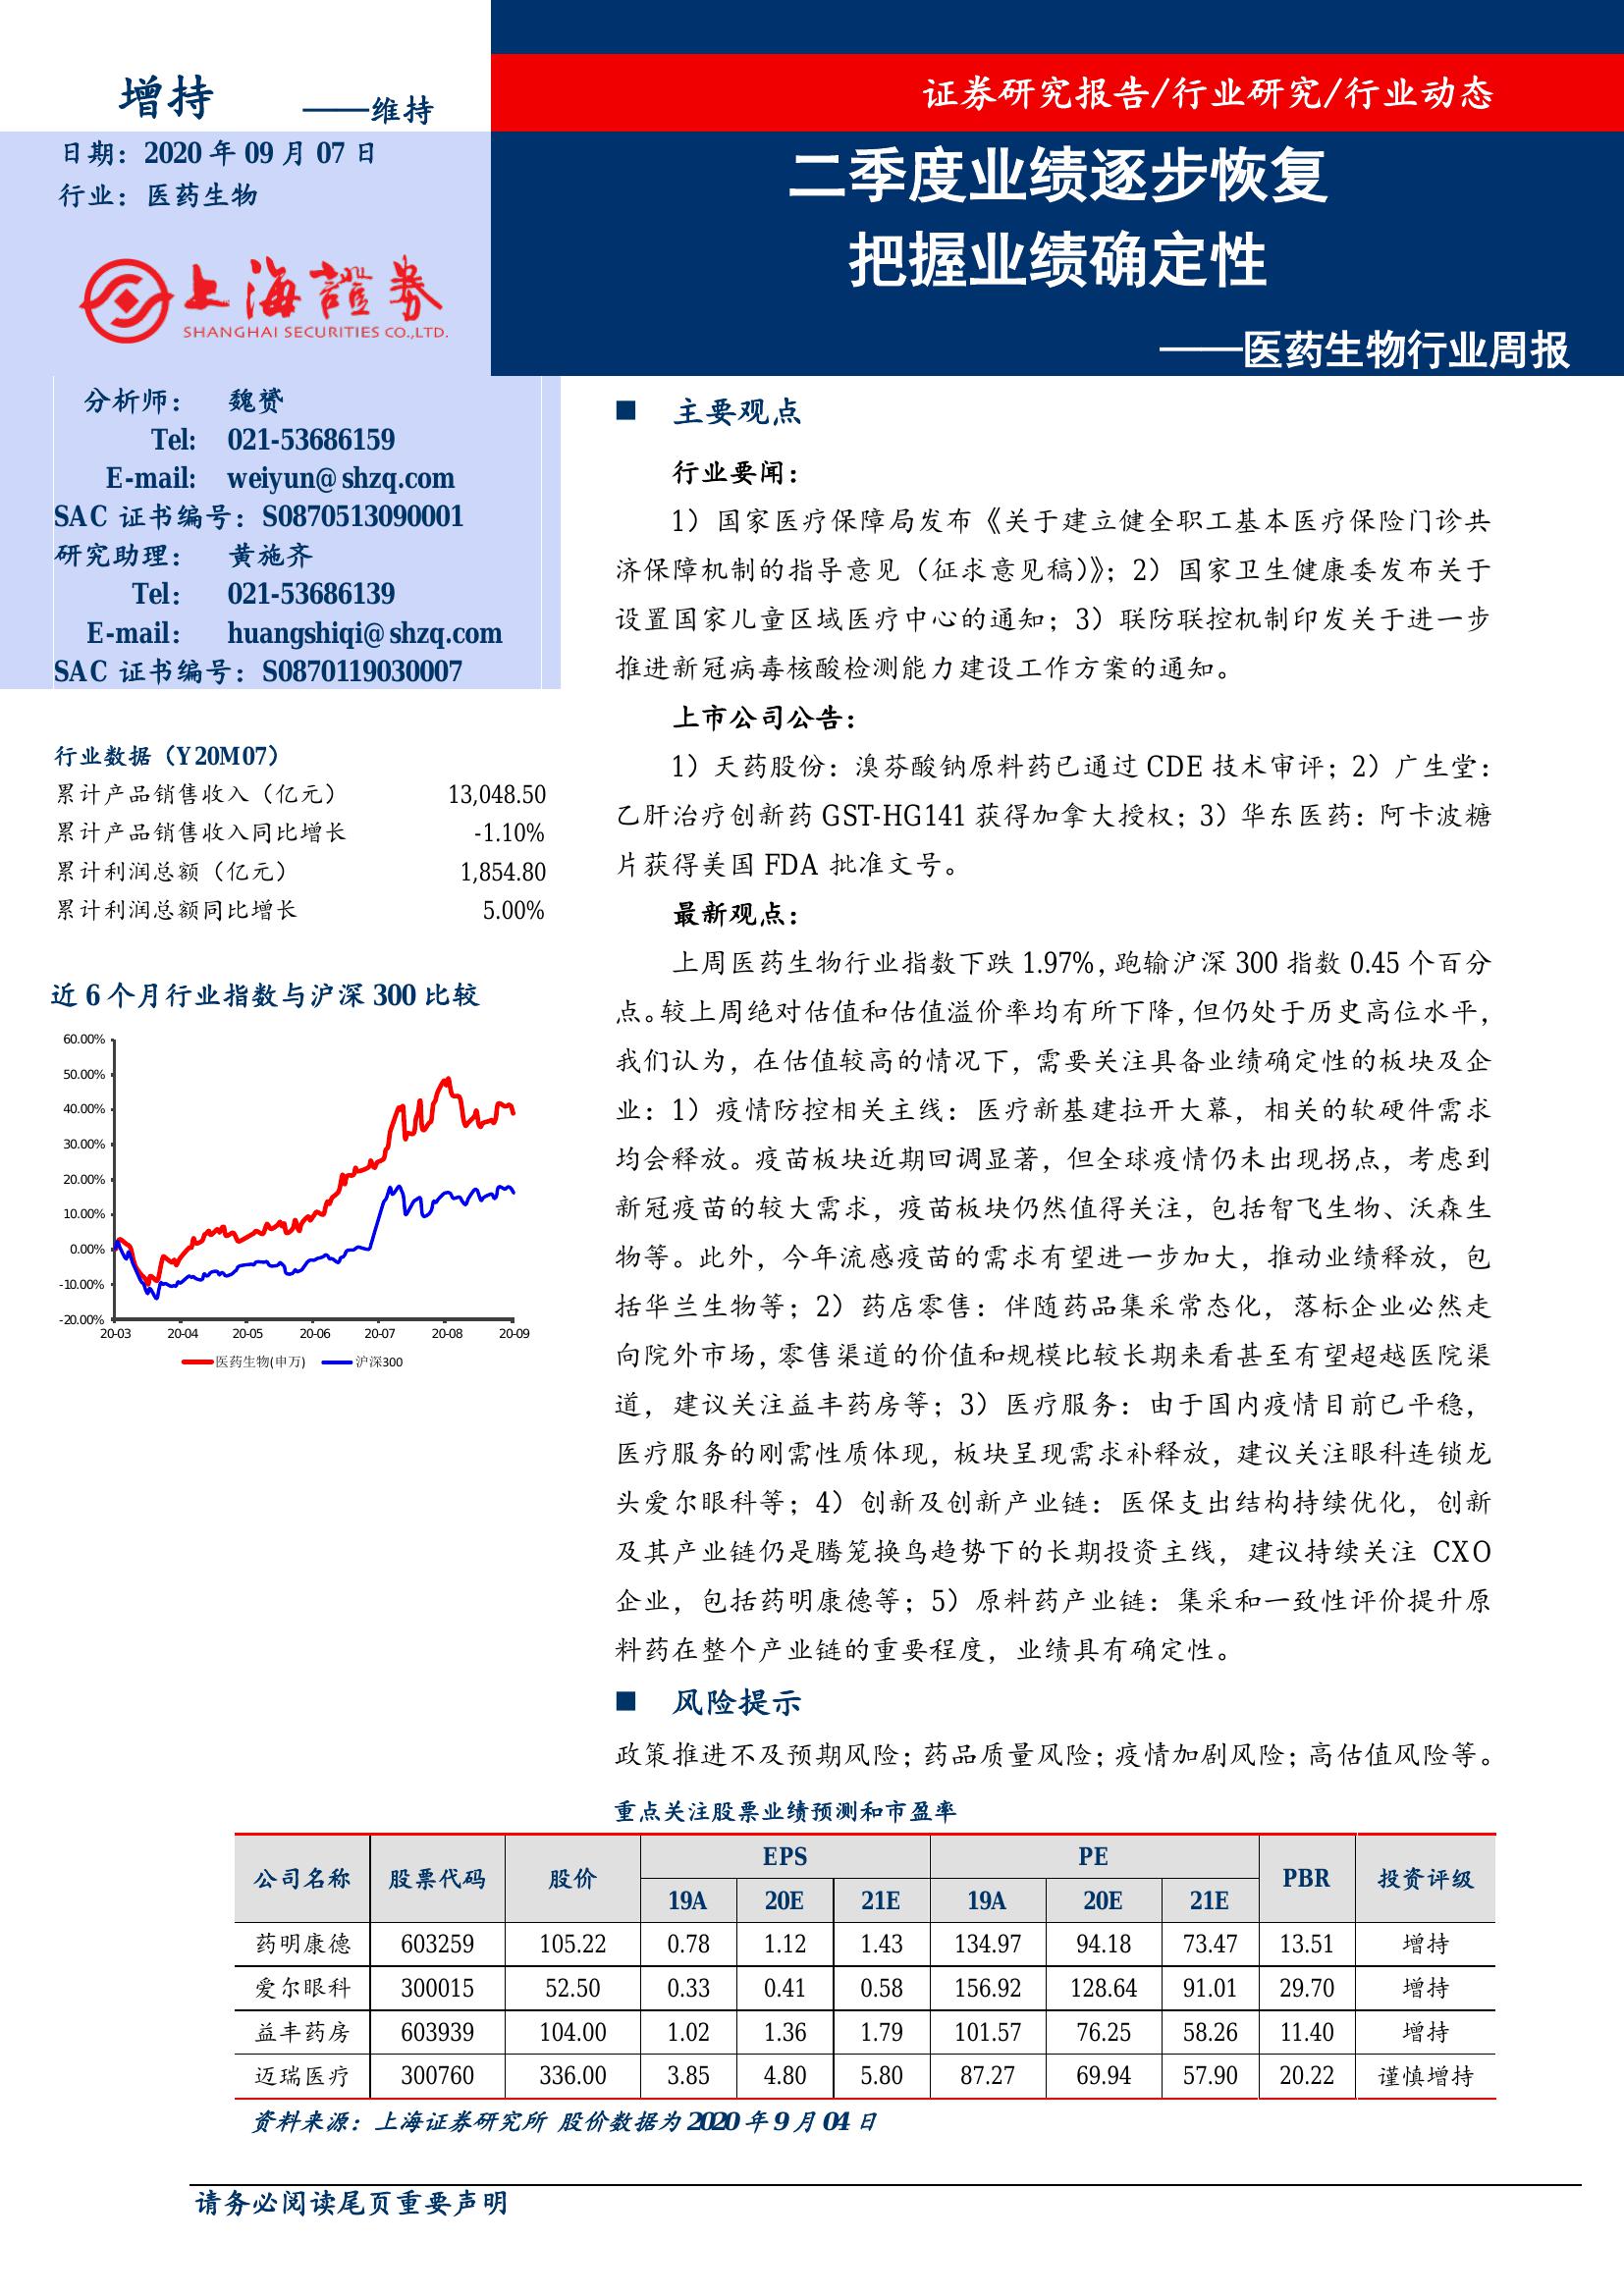 增持 ——维持
日期：2020 年 09 月 07 日
行业：医药生物
上海證券
SHANGHAI SECURITIES CO.,LTD.
证券研究报告/行业研究/行业动态
二季度业绩逐步恢复
把握业绩确定性
——医药生物行业周报
分析师： 魏赟
Tel: 021-53686159
E-mail: weiyun@shzq.com
SAC 证书编号：S0870513090001
研究助理： 黄施齐
Tel： 021-53686139
E-mail： huangshiqi@shzq.com
SAC 证书编号：S0870119030007
行业数据（Y20M07）
累计产品销售收入（亿元） 13,048.50
累计产品销售收入同比增长 -1.10%
累计利润总额（亿元） 1,854.80
累计利润总额同比增长 5.00%
近 6 个月行业指数与沪深 300 比较
60.00%
50.00%
40.00%
30.00%
20.00%
10.00%
0.00%
-10.00%
-20.00%
20-03 20-04 20-05 20-06 20-07 20-08 20-09
医药生物(申万) 沪深300
■ 主要观点
行业要闻：
1）国家医疗保障局发布《关于建立健全职工基本医疗保险门诊共
济保障机制的指导意见（征求意见稿）》；2）国家卫生健康委发布关于
设置国家儿童区域医疗中心的通知；3）联防联控机制印发关于进一步
推进新冠病毒核酸检测能力建设工作方案的通知。
上市公司公告：
1）天药股份：溴芬酸钠原料药已通过 CDE 技术审评；2）广生堂：
乙肝治疗创新药 GST-HG141 获得加拿大授权；3）华东医药：阿卡波糖
片获得美国 FDA 批准文号。
最新观点：
上周医药生物行业指数下跌 1.97%，跑输沪深 300 指数 0.45 个百分
点。较上周绝对估值和估值溢价率均有所下降，但仍处于历史高位水平，
我们认为，在估值较高的情况下，需要关注具备业绩确定性的板块及企
业：1）疫情防控相关主线：医疗新基建拉开大幕，相关的软硬件需求
均会释放。疫苗板块近期回调显著，但全球疫情仍未出现拐点，考虑到
新冠疫苗的较大需求，疫苗板块仍然值得关注，包括智飞生物、沃森生
物等。此外，今年流感疫苗的需求有望进一步加大，推动业绩释放，包
括华兰生物等；2）药店零售：伴随药品集采常态化，落标企业必然走
向院外市场，零售渠道的价值和规模比较长期来看甚至有望超越医院渠
道，建议关注益丰药房等；3）医疗服务：由于国内疫情目前已平稳，
医疗服务的刚需性质体现，板块呈现需求补释放，建议关注眼科连锁龙
头爱尔眼科等；4）创新及创新产业链：医保支出结构持续优化，创新
及其产业链仍是腾笼换鸟趋势下的长期投资主线，建议持续关注 CXO
企业，包括药明康德等；5）原料药产业链：集采和一致性评价提升原
料药在整个产业链的重要程度，业绩具有确定性。
■ 风险提示
政策推进不及预期风险；药品质量风险；疫情加剧风险；高估值风险等。
重点关注股票业绩预测和市盈率
公司名称 股票代码 股价 EPS PE PBR 投资评级
19A 20E 21E 19A 20E 21E
药明康德 603259 105.22 0.78 1.12 1.43 134.97 94.18 73.47 13.51 增持
爱尔眼科 300015 52.50 0.33 0.41 0.58 156.92 128.64 91.01 29.70 增持
益丰药房 603939 104.00 1.02 1.36 1.79 101.57 76.25 58.26 11.40 增持
迈瑞医疗 300760 336.00 3.85 4.80 5.80 87.27 69.94 57.90 20.22 谨慎增持
资料来源：上海证券研究所 股价数据为 2020 年 9 月 04 日
请务必阅读尾页重要声明